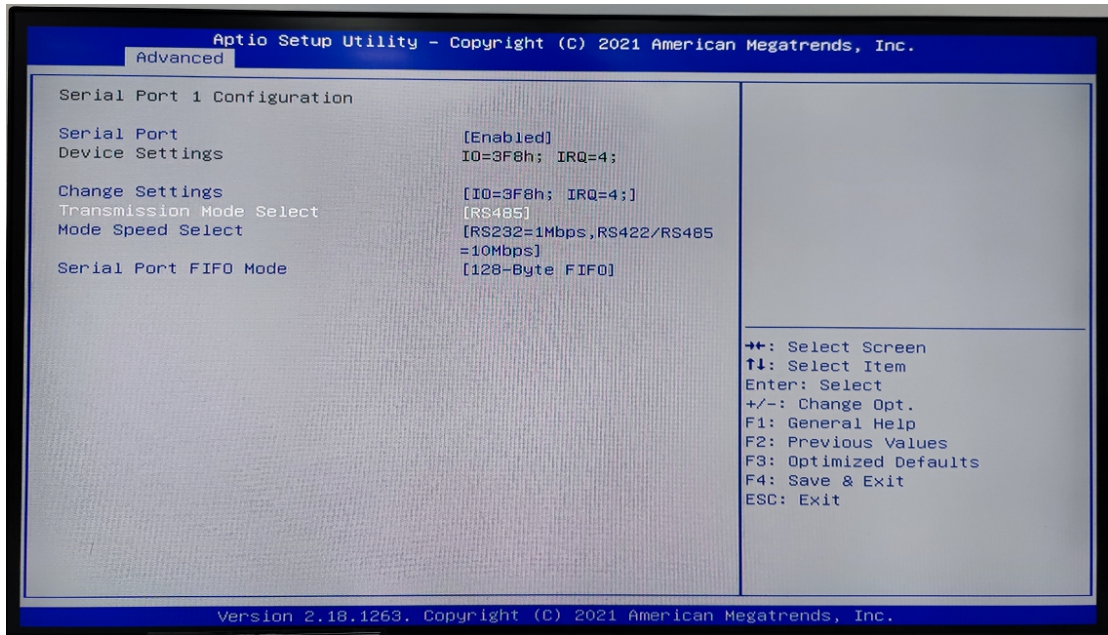 Aptio Setup Utility – Copyright (C) 2021 American Megatrends, Inc.
Advanced
Serial Port 1 Configuration
Serial Port [Enabled]
Device Settings IO=3F8h; IRQ=4;
Change Settings [IO=3F8h; IRQ=4;]
Transmission Mode Select [RS485]
Mode Speed Select [RS232=1Mbps,RS422/RS485
=10Mbps]
Serial Port FIFO Mode [128-Byte FIFO]
→←: Select Screen
↑↓: Select Item
Enter: Select
+/-: Change Opt.
F1: General Help
F2: Previous Values
F3: Optimized Defaults
F4: Save & Exit
ESC: Exit
Version 2.18.1263. Copyright (C) 2021 American Megatrends, Inc.